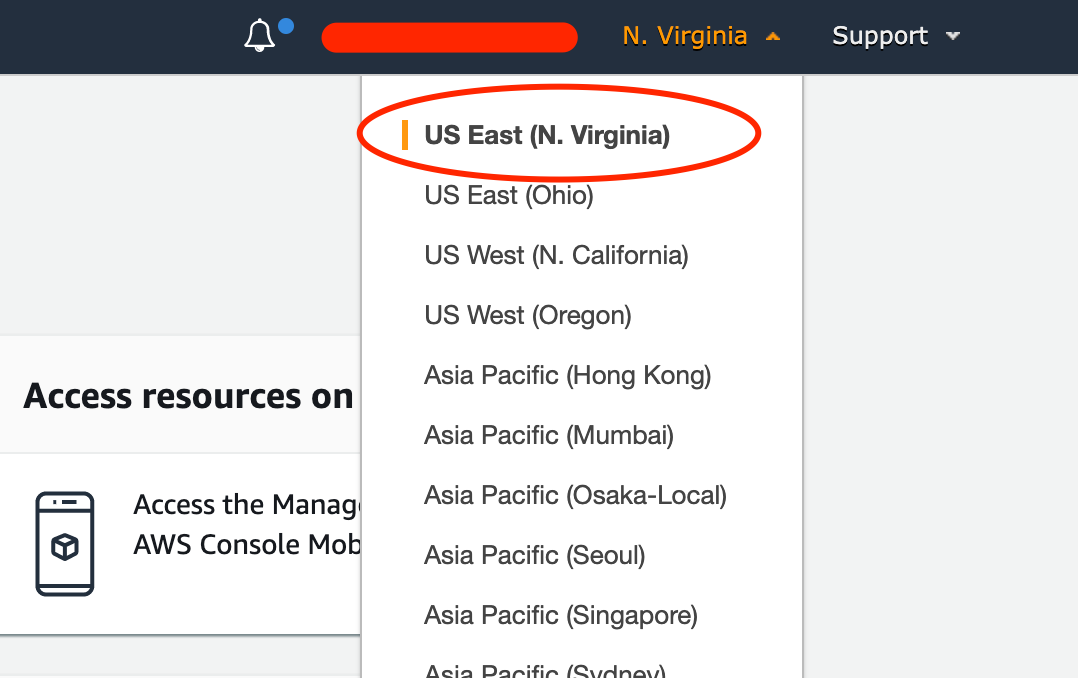 N. Virginia
Support
US East (N. Virginia)
US East (Ohio)
US West (N. California)
US West (Oregon)
Asia Pacific (Hong Kong)
Asia Pacific (Mumbai)
Asia Pacific (Osaka-Local)
Asia Pacific (Seoul)
Asia Pacific (Singapore)
Asia Pacific (Sydney)
Access resources on
Access the Manag
AWS Console Mob